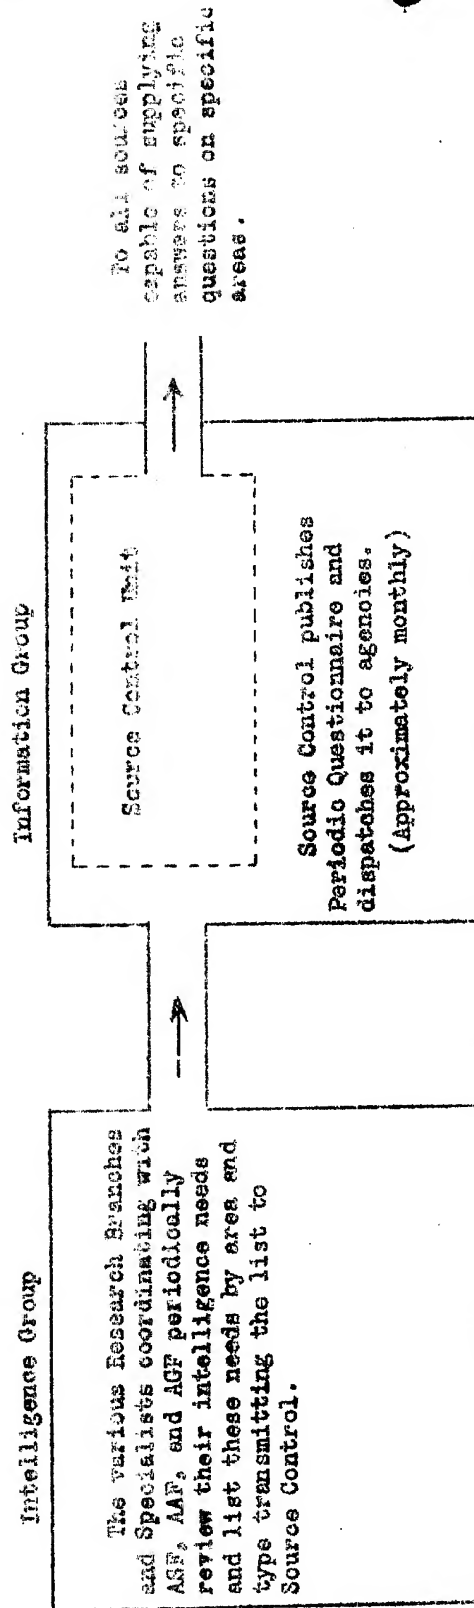 Intelligence Group
The various Research Branches
and Specialists coordinating with
ASF, AAF, and AGF periodically
review their intelligence needs
and list these needs by area and
type transmitting the list to
Source Control.
Information Group
Source Control Unit
Source Control publishes
Periodic Questionnaire and
dispatches it to agencies.
(Approximately monthly)
To all sources
capable of supplying
answers to specific
questions on specific
areas.